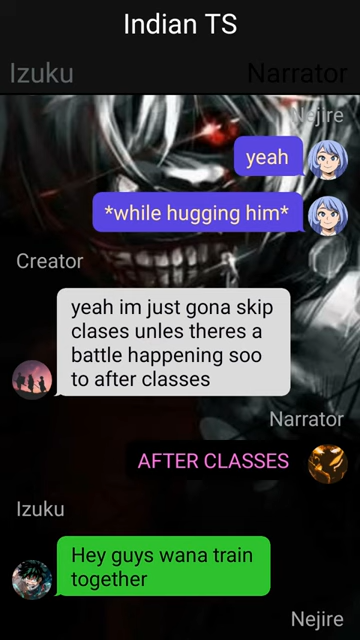 Indian TS
Izuku
Narrator
Nejire
yeah
*while hugging him*
Creator
yeah im just gona skip
clases unles theres a
battle happening soo
to after classes
Narrator
AFTER CLASSES
Izuku
Hey guys wana train
together
Nejire